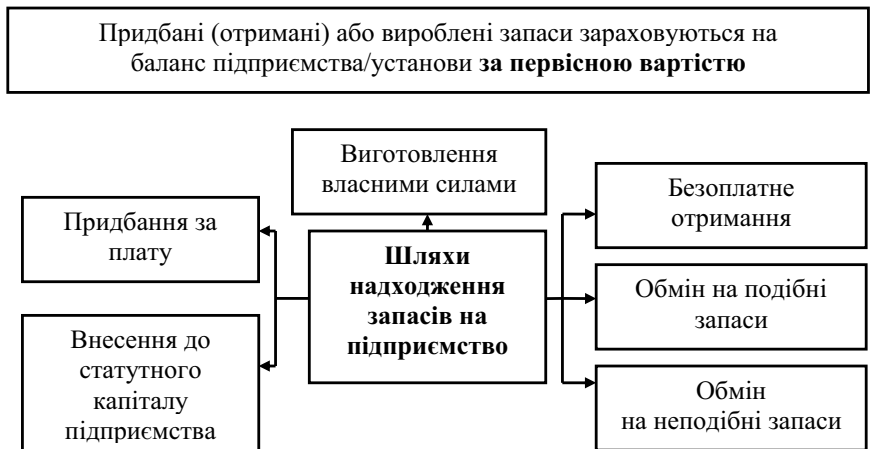 Придбані (отримані) або вироблені запаси зараховуються на
баланс підприємства/установи за первісною вартістю
Виготовлення
власними силами
Придбання за
плату
Шляхи
надходження
запасів на
підприємство
Безоплатне
отримання
Обмін на подібні
запаси
Внесення до
статутного
капіталу
підприємства
Обмін
на неподібні запаси